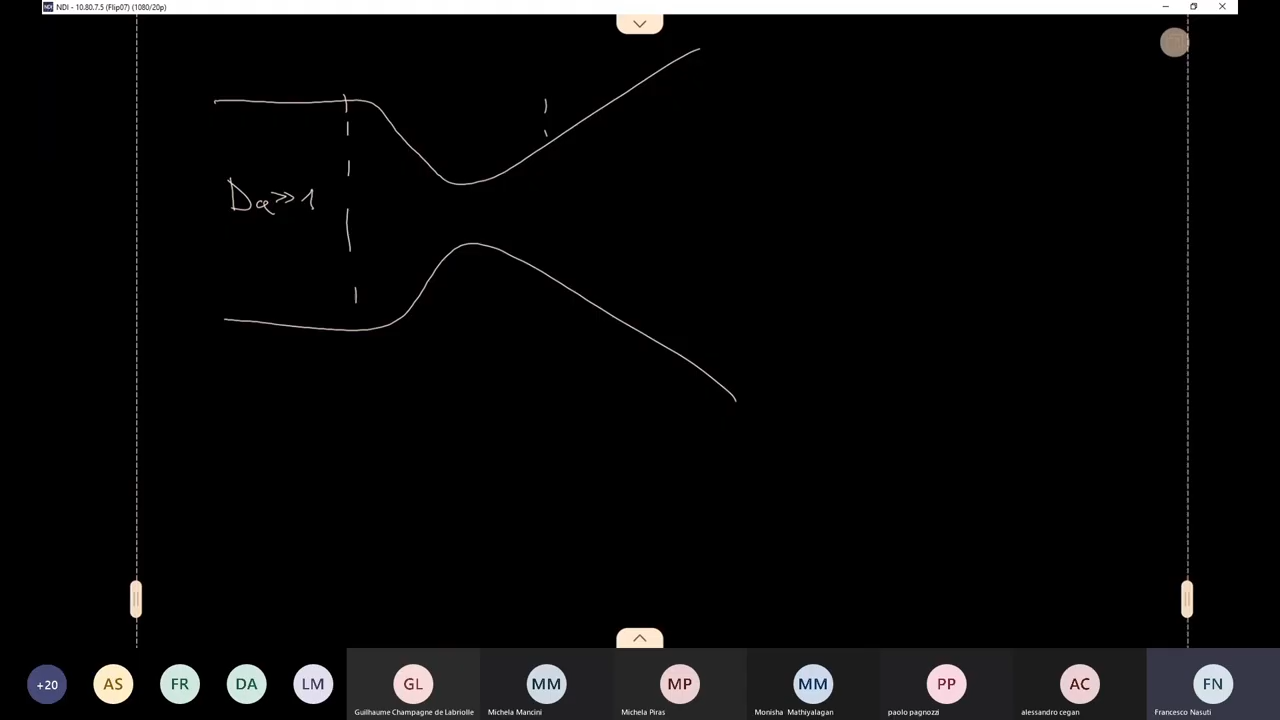 NDI - 10.80.7.5 (Flip07) (1080/20p)
Da>>1
+20
AS
FR
DA
LM
GL
MM
MP
MM
PP
AC
FN
Guilhaume Champagne de Labriolle
Michela Mancini
Michela Piras
Monisha Mathiyalagan
paolo pagnozzi
alessandro cegan
Francesco Nasuti